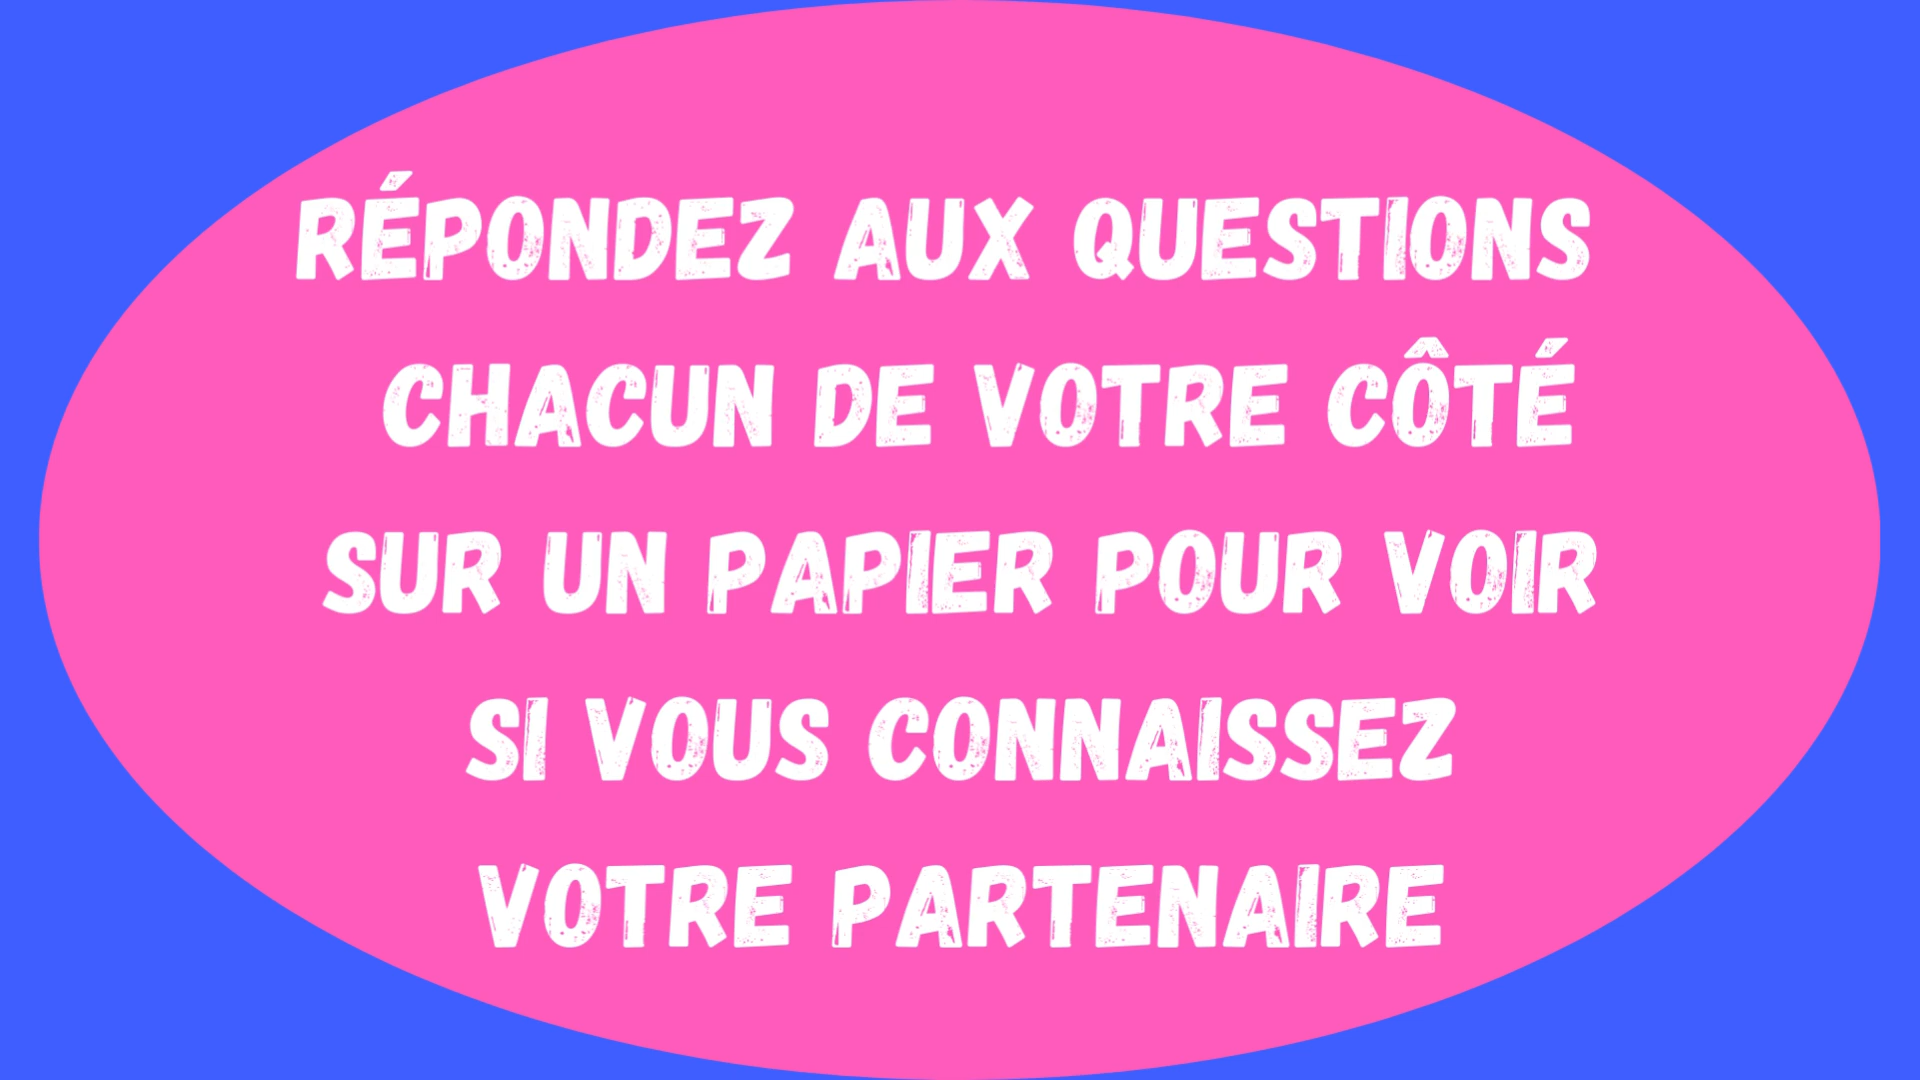 RÉPONDEZ AUX QUESTIONS
CHACUN DE VOTRE CÔTÉ
SUR UN PAPIER POUR VOIR
SI VOUS CONNAISSEZ
VOTRE PARTENAIRE